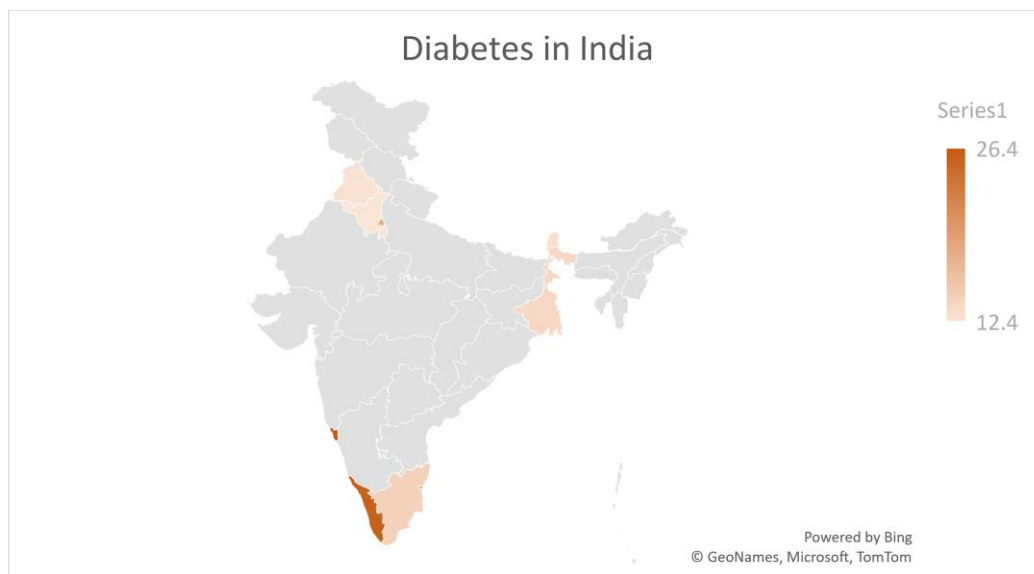 Diabetes in India
Series1
26.4
12.4
Powered by Bing
© GeoNames, Microsoft, TomTom